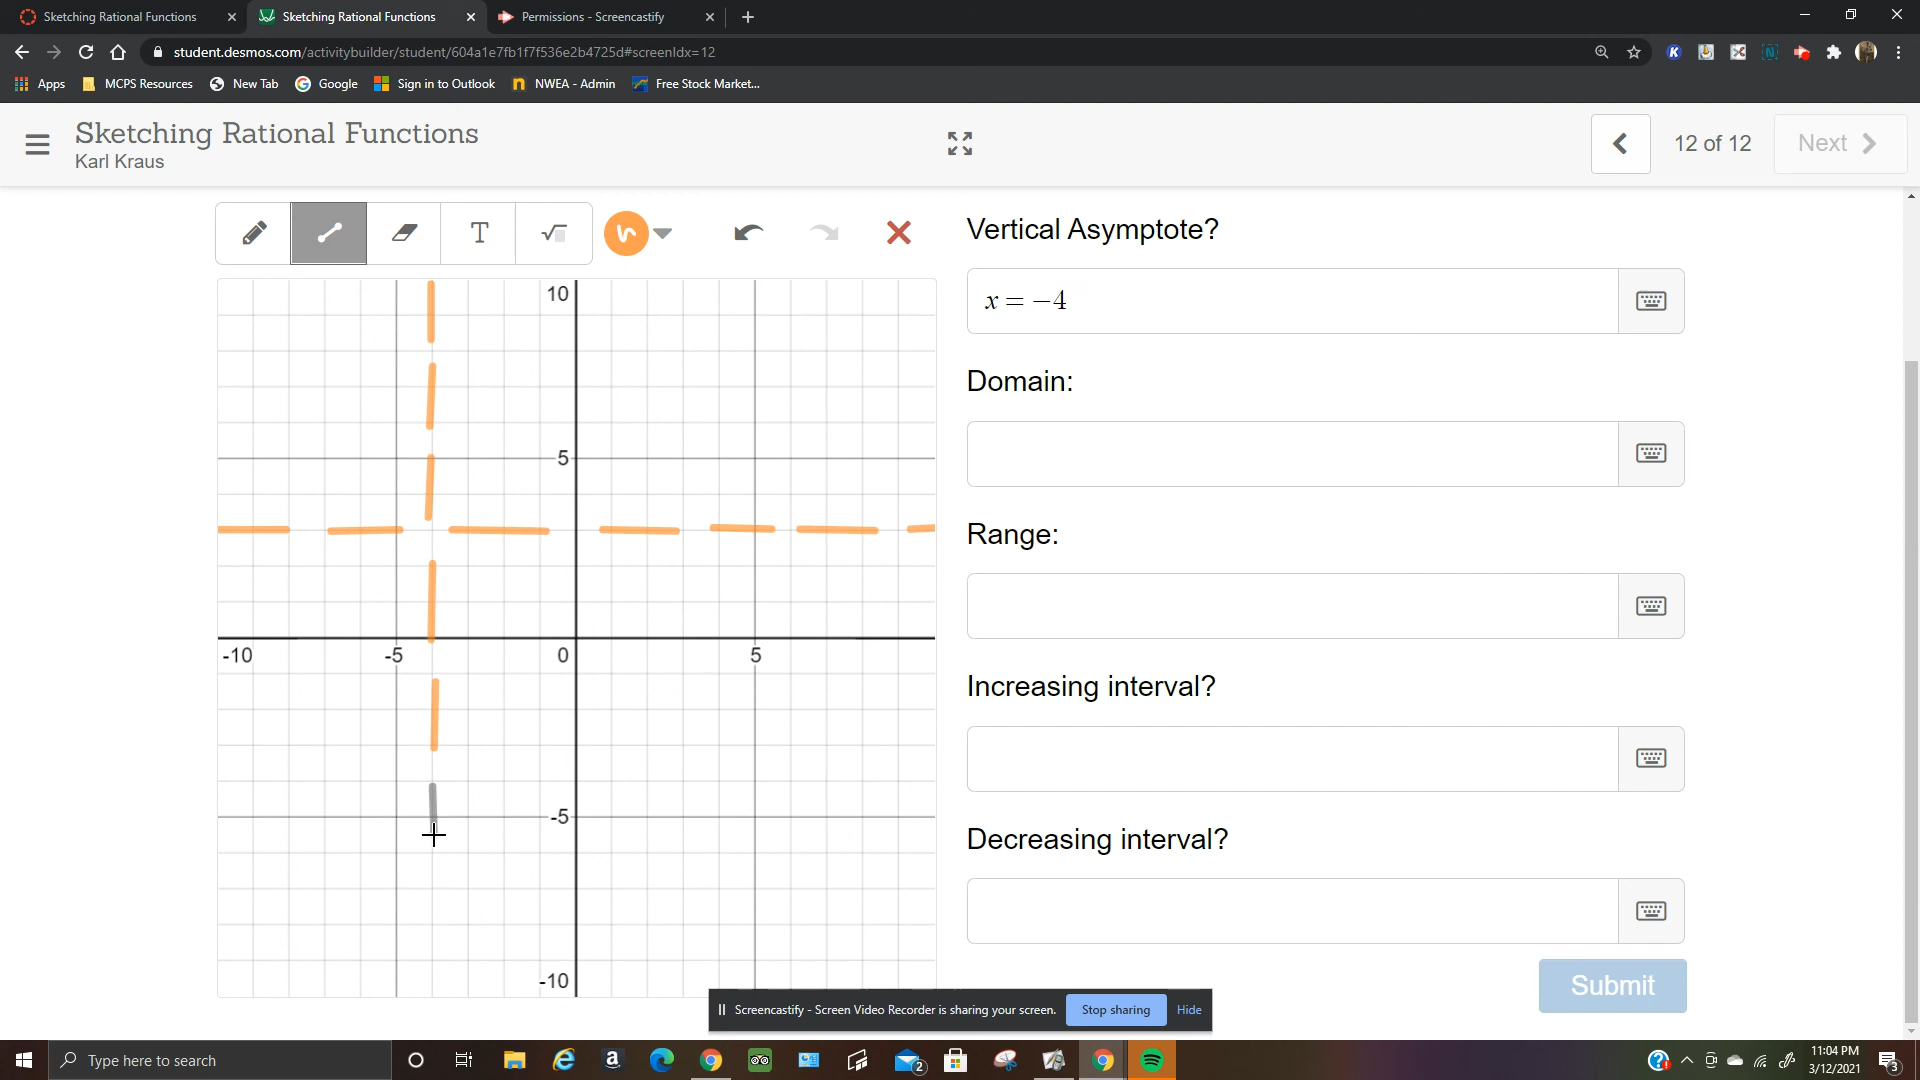 Sketching Rational Functions
Sketching Rational Functions
Permissions - Screencastify
student.desmos.com/activitybuilder/student/604a1e7fb1f7f536e2b4725d#screenIdx=12
Apps
MCPS Resources
New Tab
Google
Sign in to Outlook
NWEA - Admin
Free Stock Market...
Sketching Rational Functions
Karl Kraus
12 of 12
Next
T
Vertical Asymptote?
x = −4
Domain:
Range:
Increasing interval?
Decreasing interval?
Submit
10
5
-10
-5
0
5
-5
-10
Screencastify - Screen Video Recorder is sharing your screen.
Stop sharing
Hide
Type here to search
2
11:04 PM
3/12/2021
3